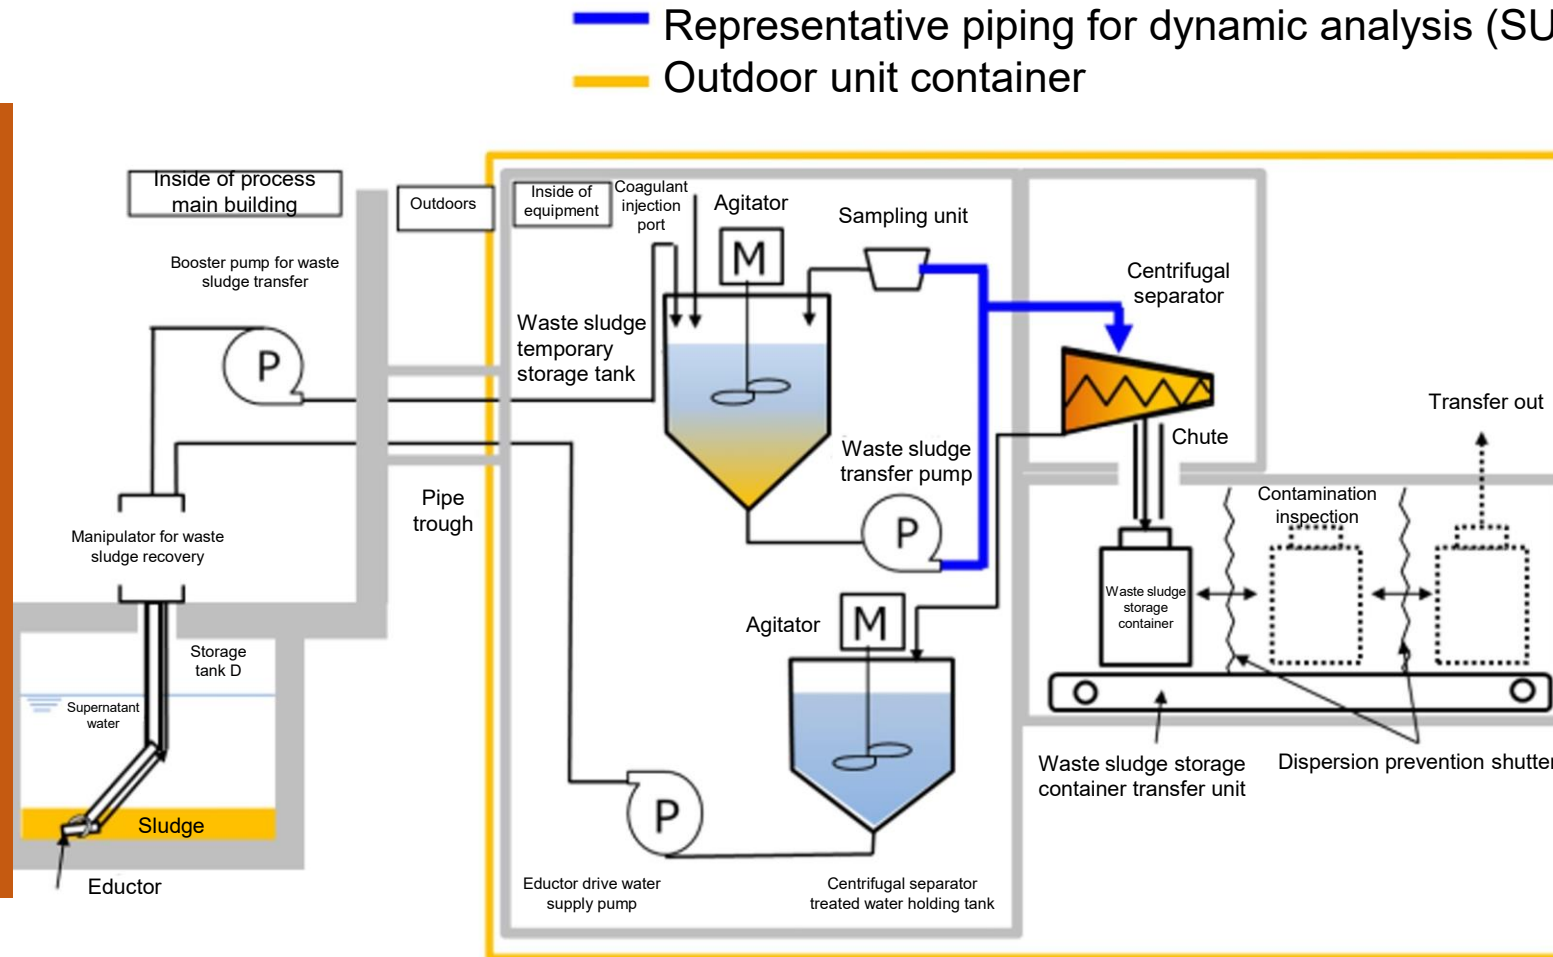 Representative piping for dynamic analysis (SU
Outdoor unit container
Inside of process
main building
Outdoors
Inside of
equipment
Coagulant
injection
port
Agitator
M
Sampling unit
Booster pump for waste
sludge transfer
P
Waste sludge
temporary
storage tank
Centrifugal
separator
Transfer out
Chute
Waste sludge
transfer pump
P
Pipe
trough
Contamination
inspection
Manipulator for waste
sludge recovery
Waste sludge
storage
container
Agitator
M
Storage
tank D
Supernatant
water
Sludge
Eductor
P
Waste sludge storage
container transfer unit
Dispersion prevention shutter
Eductor drive water
supply pump
Centrifugal separator
treated water holding tank